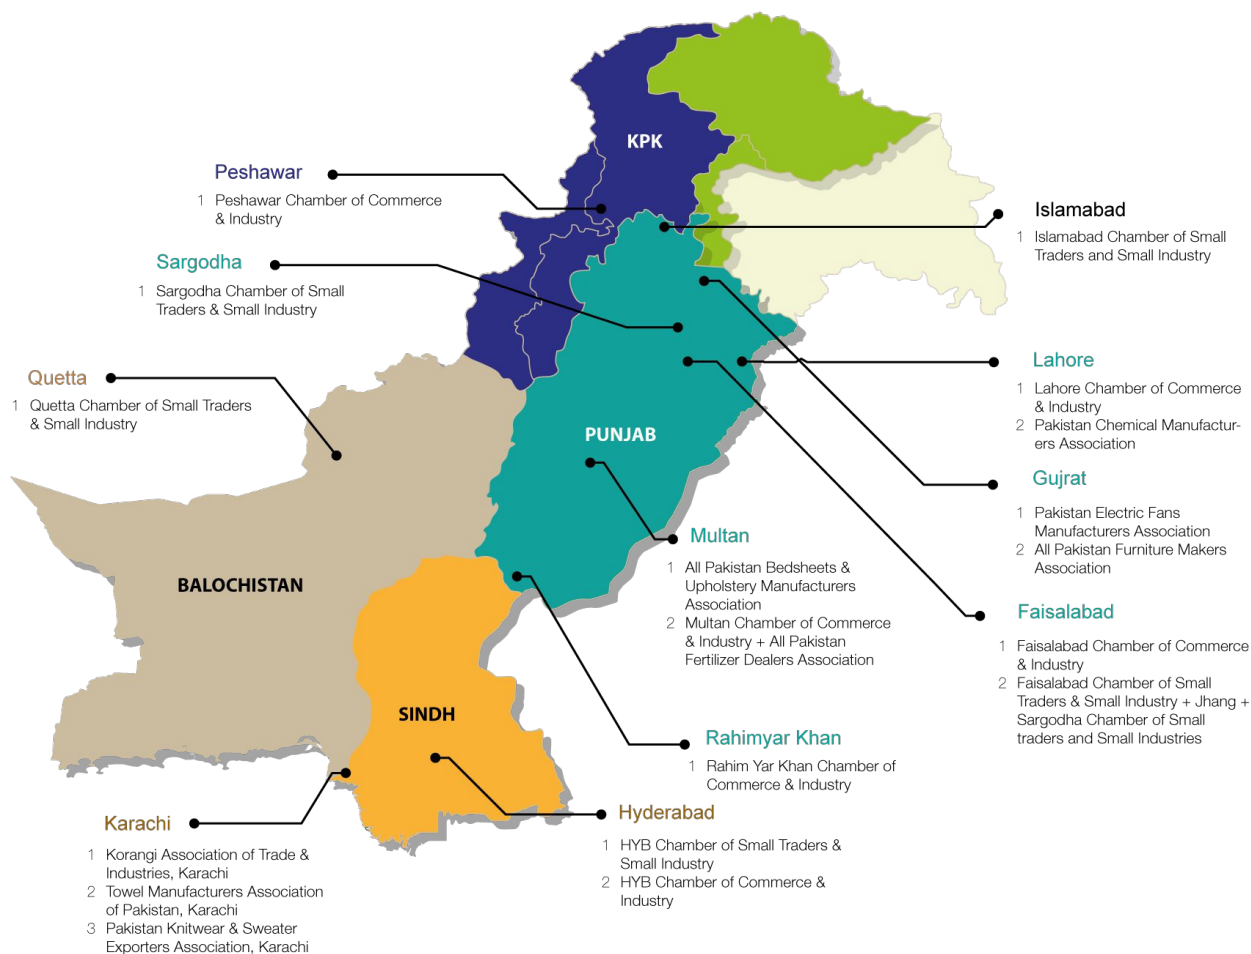 KPK
PUNJAB
BALOCHISTAN
SINDH
Peshawar
1 Peshawar Chamber of Commerce
& Industry
Sargodha
1 Sargodha Chamber of Small
Traders & Small Industry
Quetta
1 Quetta Chamber of Small Traders
& Small Industry
Islamabad
1 Islamabad Chamber of Small
Traders and Small Industry
Lahore
1 Lahore Chamber of Commerce
& Industry
2 Pakistan Chemical Manufactur-
ers Association
Gujrat
1 Pakistan Electric Fans
Manufacturers Association
2 All Pakistan Furniture Makers
Association
Faisalabad
1 Faisalabad Chamber of Commerce
& Industry
2 Faisalabad Chamber of Small
Traders & Small Industry + Jhang +
Sargodha Chamber of Small
traders and Small Industries
Multan
1 All Pakistan Bedsheets &
Upholstery Manufacturers
Association
2 Multan Chamber of Commerce
& Industry + All Pakistan
Fertilizer Dealers Association
Rahimyar Khan
1 Rahim Yar Khan Chamber of
Commerce & Industry
Hyderabad
1 HYB Chamber of Small Traders &
Small Industry
2 HYB Chamber of Commerce &
Industry
Karachi
1 Korangi Association of Trade &
Industries, Karachi
2 Towel Manufacturers Association
of Pakistan, Karachi
3 Pakistan Knitwear & Sweater
Exporters Association, Karachi